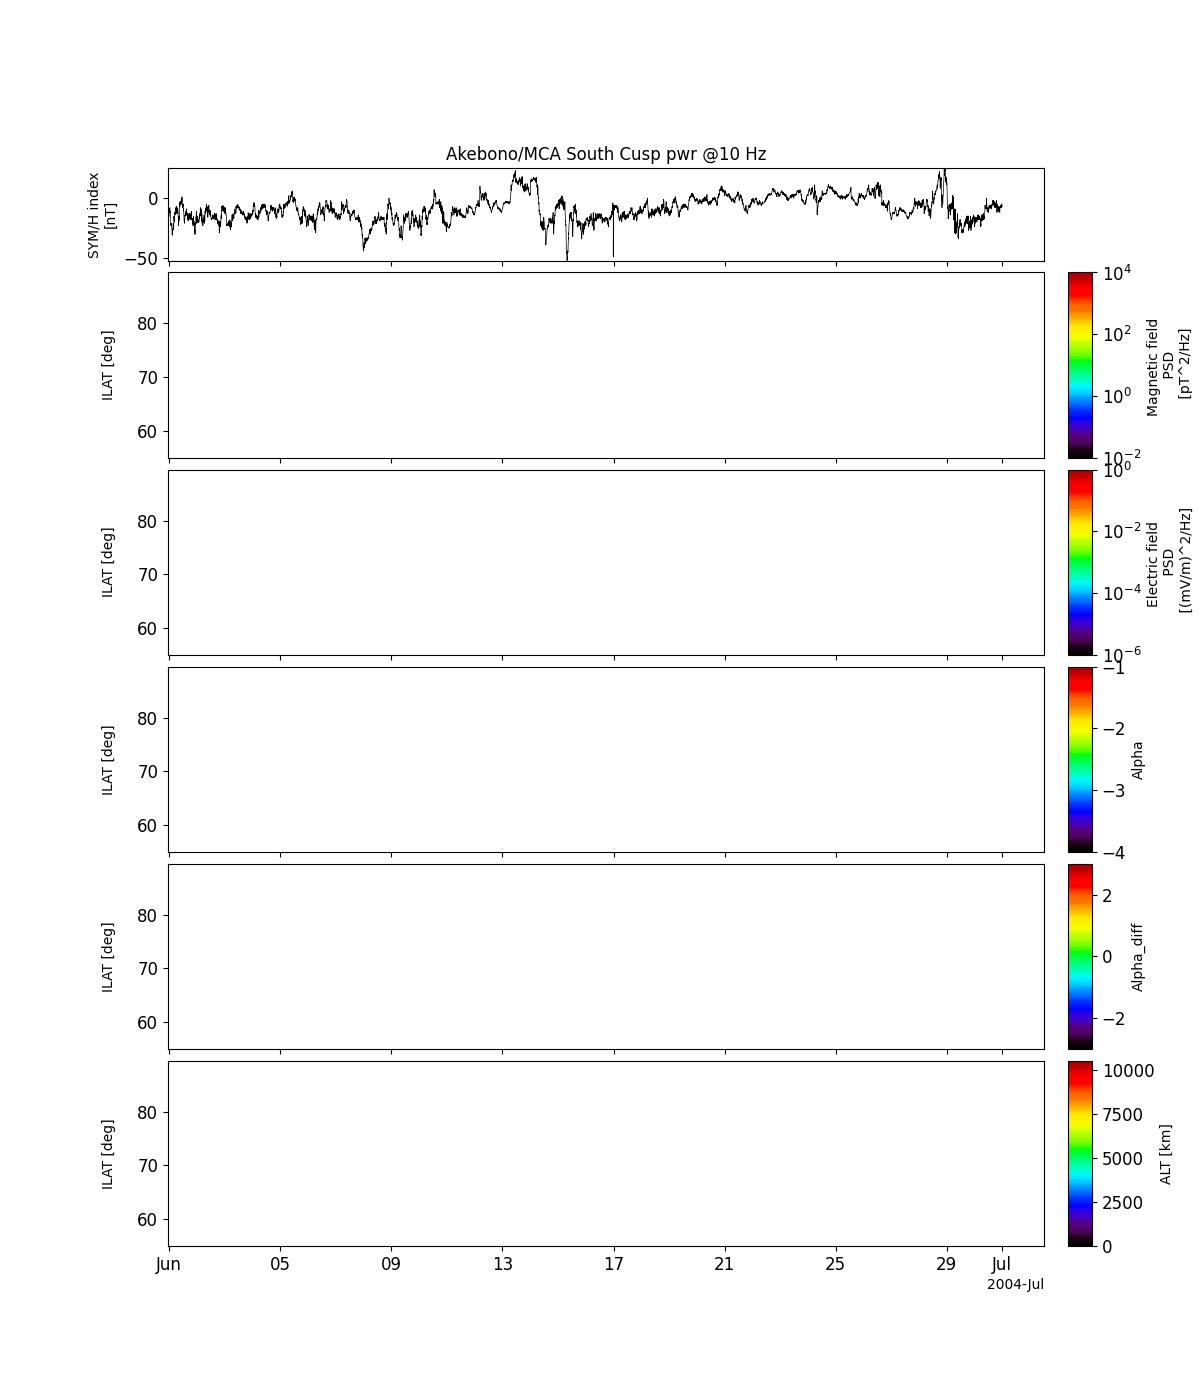 Akebono/MCA South Cusp pwr @10 Hz
SYM/H index
[nT]
0
−50
ILAT [deg]
80
70
60
10^4
10^2
10^0
10^−2
Magnetic field
PSD
[pT^2/Hz]
ILAT [deg]
80
70
60
10^0
10^−2
10^−4
10^−6
Electric field
PSD
[(mV/m)^2/Hz]
ILAT [deg]
80
70
60
−1
−2
−3
−4
Alpha
ILAT [deg]
80
70
60
2
0
−2
Alpha_diff
ILAT [deg]
80
70
60
10000
7500
5000
2500
0
ALT [km]
Jun 05 09 13 17 21 25 29 Jul
2004-Jul